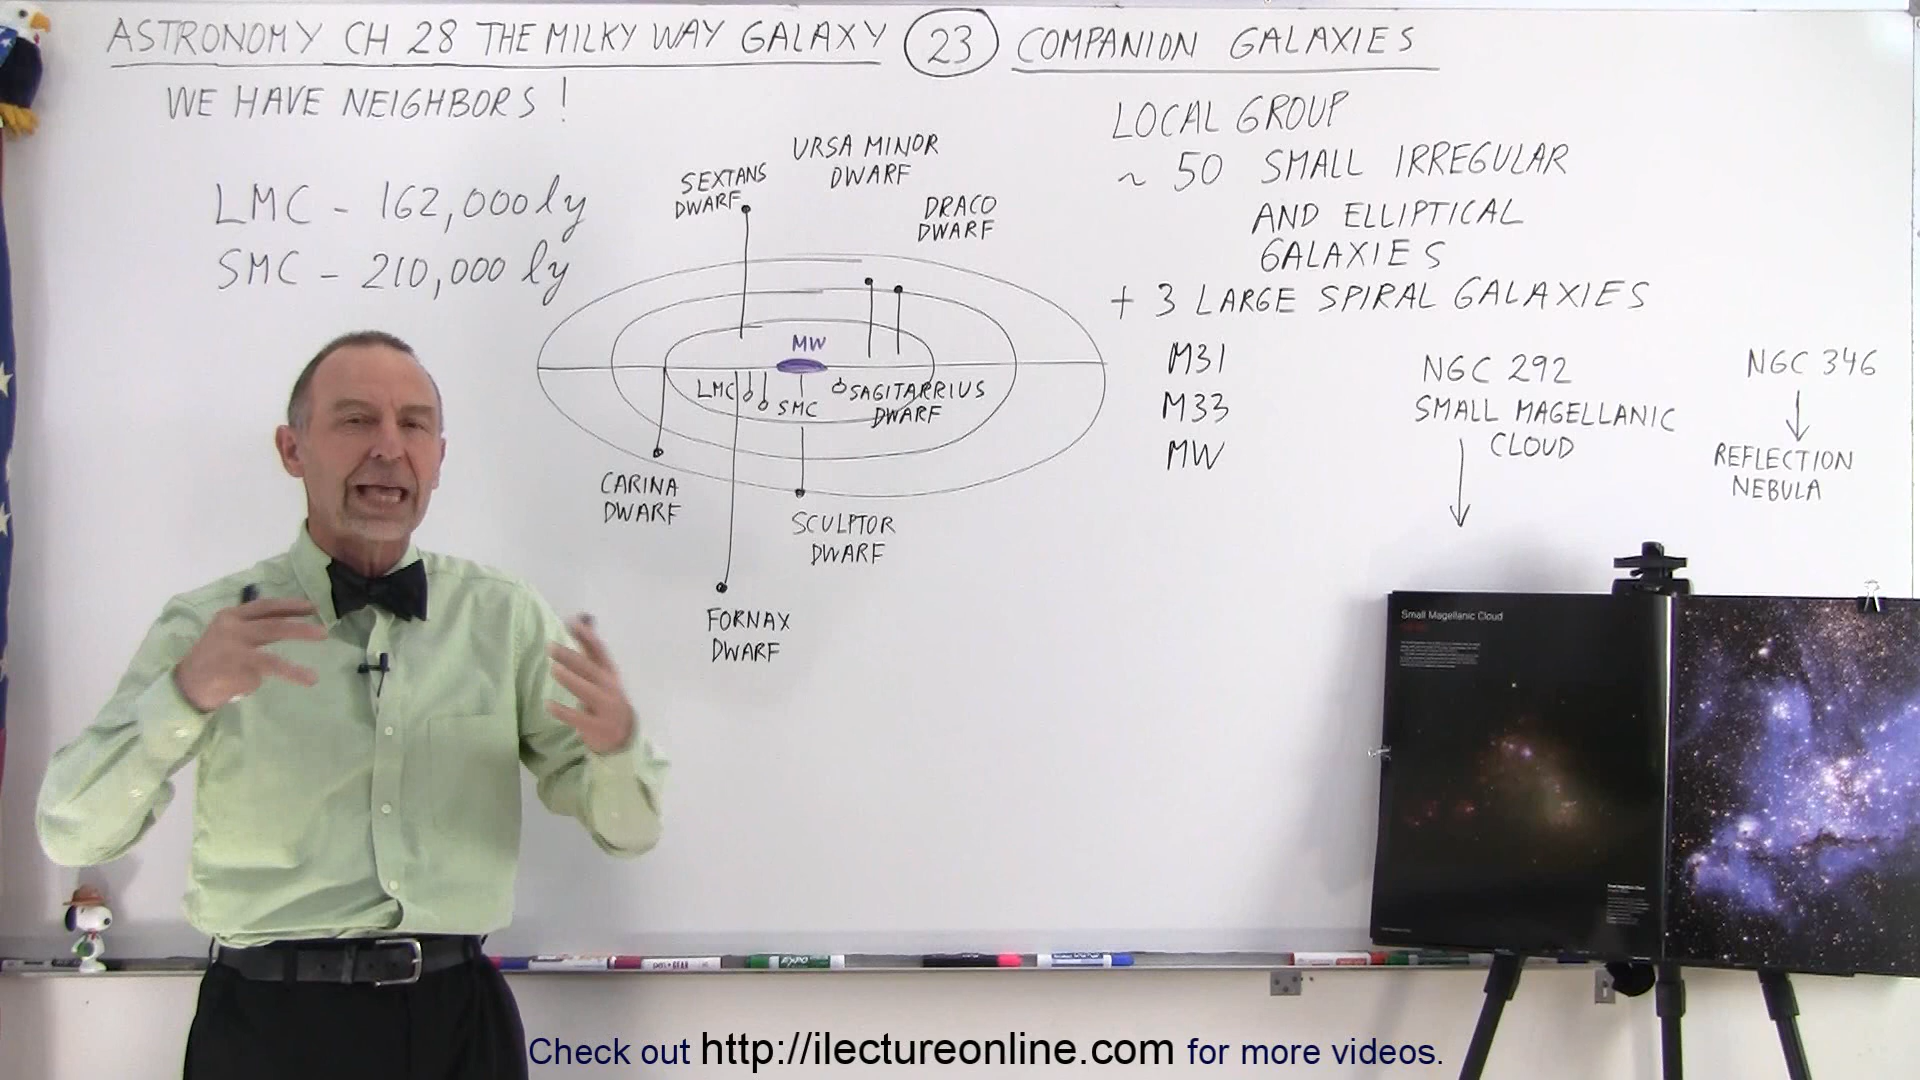 ASTRONOMY CH 28 THE MILKY WAY GALAXY 23 COMPANION GALAXIES
WE HAVE NEIGHBORS!
LMC - 162,000 ly
SMC - 210,000 ly
SEXTANS
DWARF
URSA MINOR
DWARF
DRACO
DWARF
MW
LMC
SMC
SAGITARRIUS
DWARF
CARINA
DWARF
SCULPTOR
DWARF
FORNAX
DWARF
LOCAL GROUP
~ 50 SMALL IRREGULAR
AND ELLIPTICAL
GALAXIES
+ 3 LARGE SPIRAL GALAXIES
M31
M33
MW
NGC 292
SMALL MAGELLANIC
CLOUD
NGC 346
REFLECTION
NEBULA
Small Magellanic Cloud
EXPO
Check out http://ilectureonline.com for more videos.